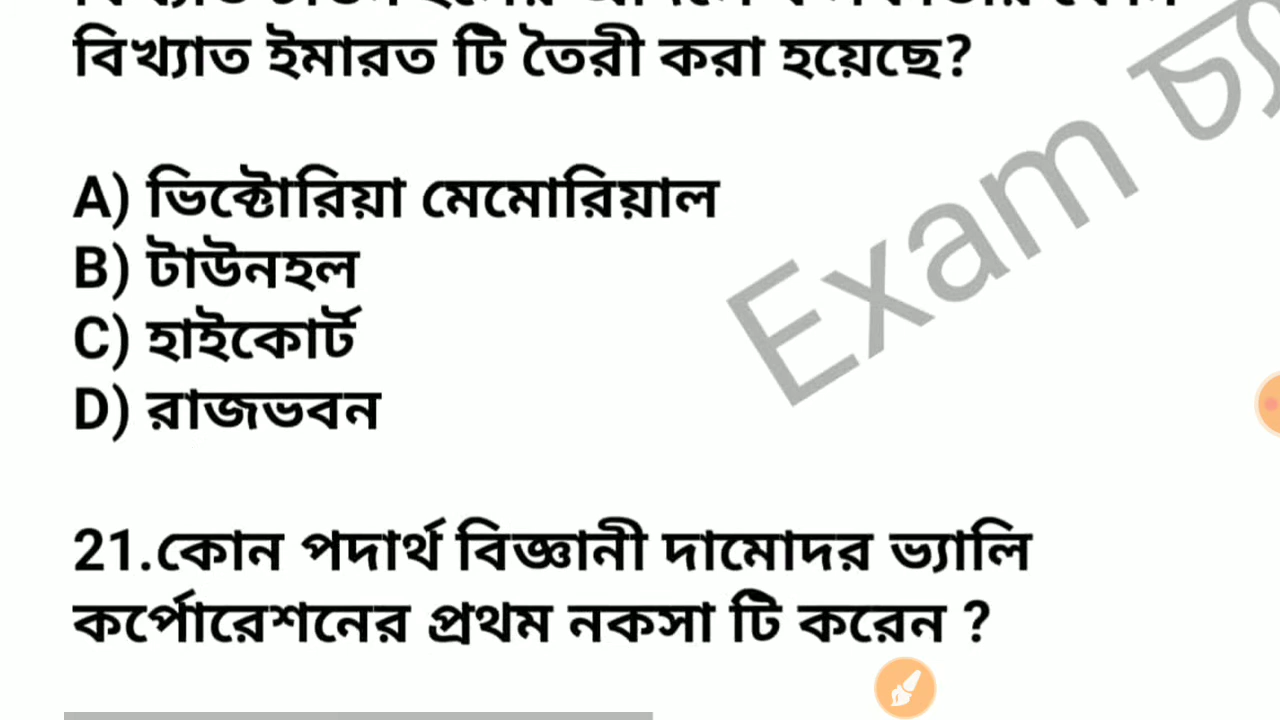 বিখ্যাত ইমারত টি তৈরী করা হয়েছে?
A) ভিক্টোরিয়া মেমোরিয়াল
B) টাউনহল
C) হাইকোর্ট
D) রাজভবন
Exam
21.কোন পদার্থ বিজ্ঞানী দামোদর ভ্যালি
কর্পোরেশনের প্রথম নকসা টি করেন ?